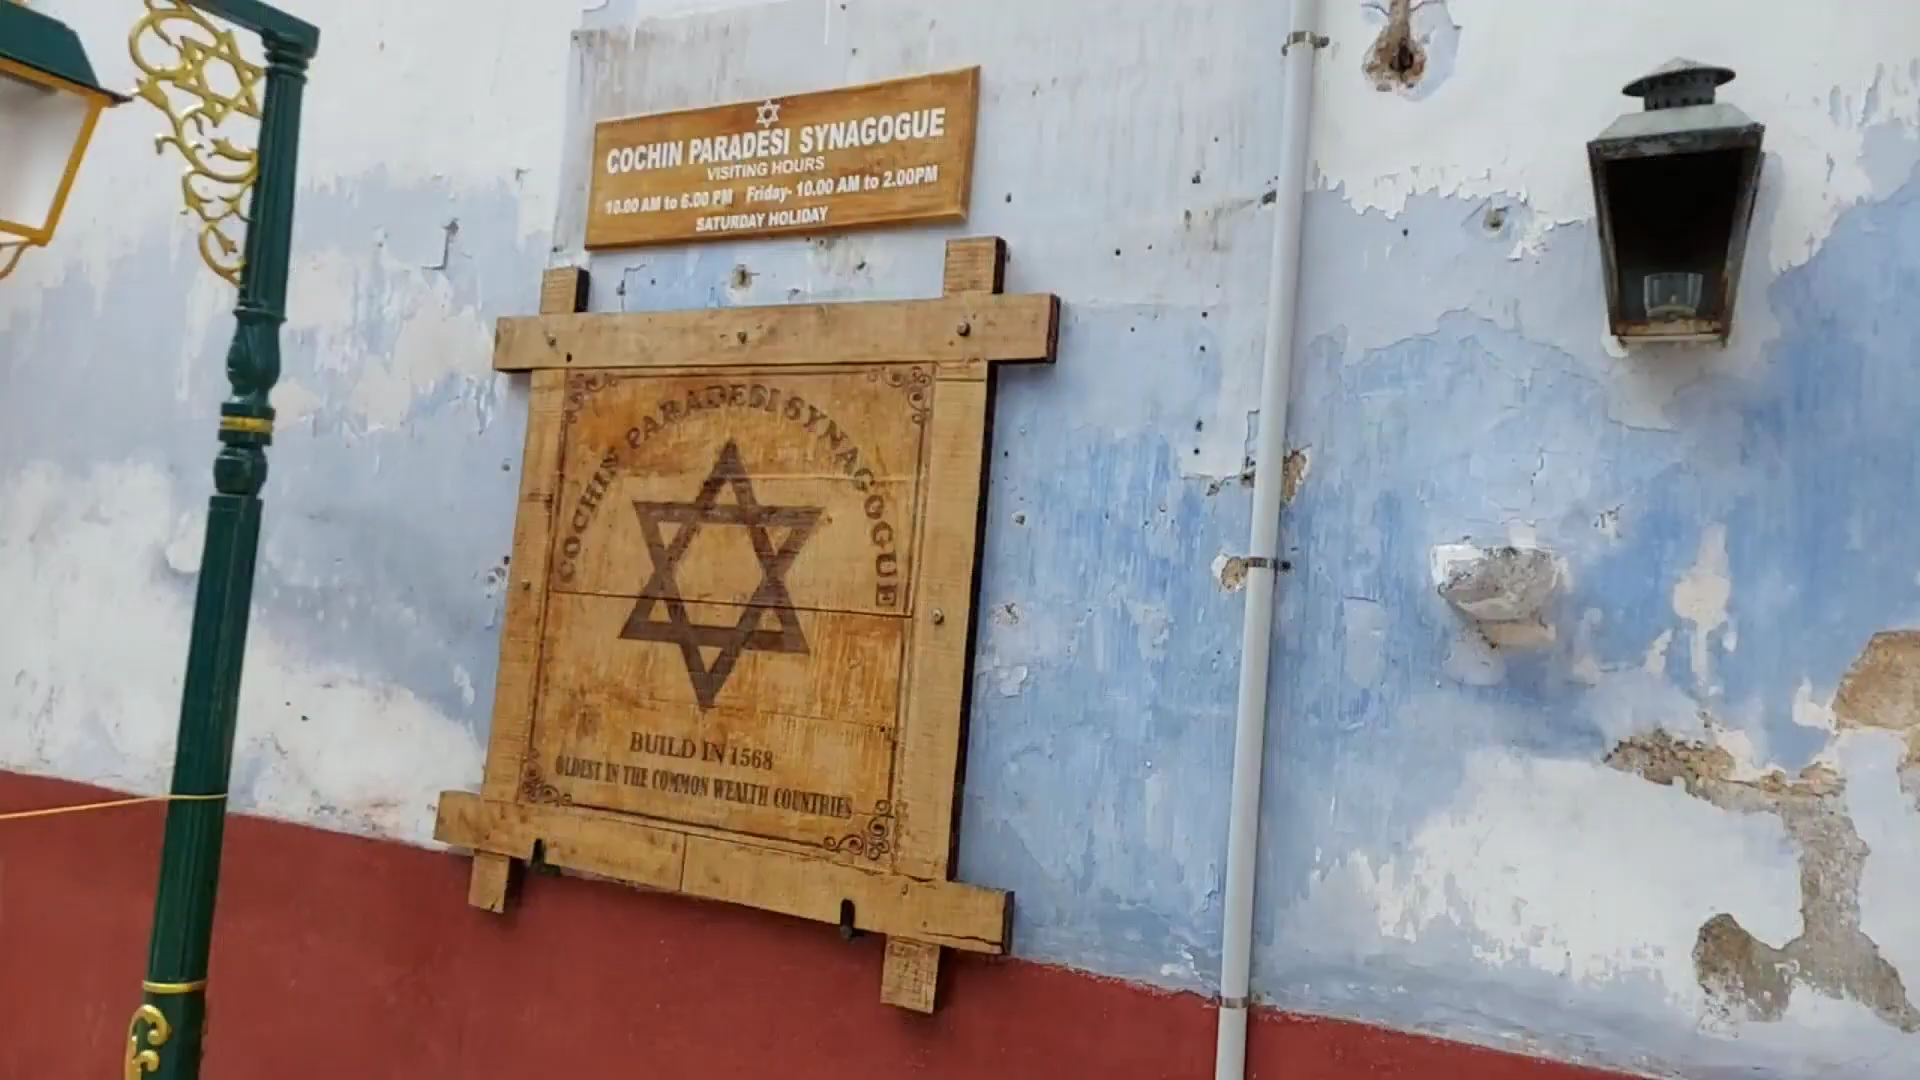 COCHIN PARADESI SYNAGOGUE
VISITING HOURS
10.00 AM to 6.00 PM Friday- 10.00 AM to 2.00PM
SATURDAY HOLIDAY
COCHIN PARADESI SYNAGOGUE
BUILD IN 1568
OLDEST IN THE COMMON WEALTH COUNTRIES